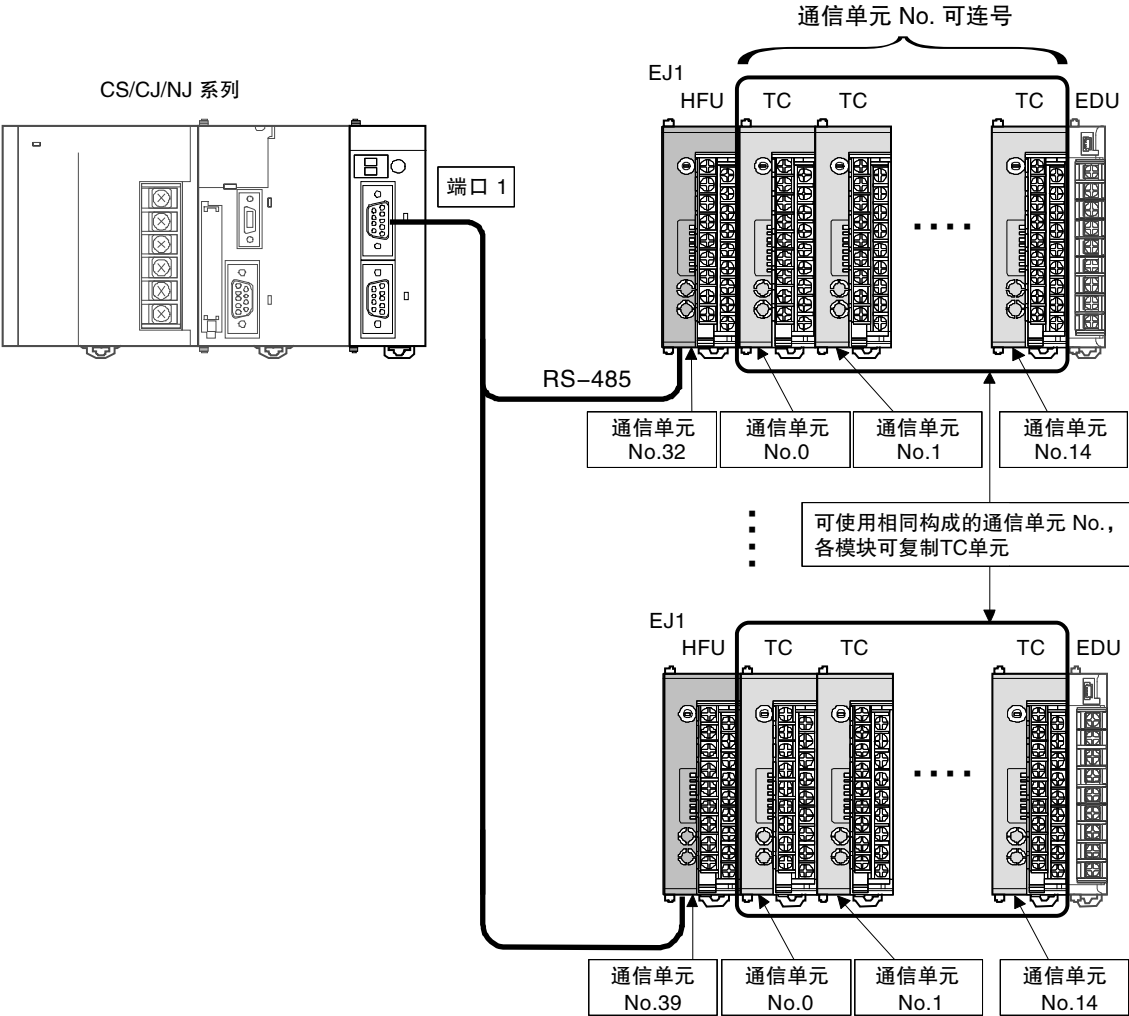 通信单元 No. 可连号
CS/CJ/NJ 系列
EJ1
HFU
TC
TC
TC
EDU
端口 1
RS−485
通信单元
No.32
通信单元
No.0
通信单元
No.1
通信单元
No.14
可使用相同构成的通信单元 No.，
各模块可复制TC单元
EJ1
HFU
TC
TC
TC
EDU
通信单元
No.39
通信单元
No.0
通信单元
No.1
通信单元
No.14